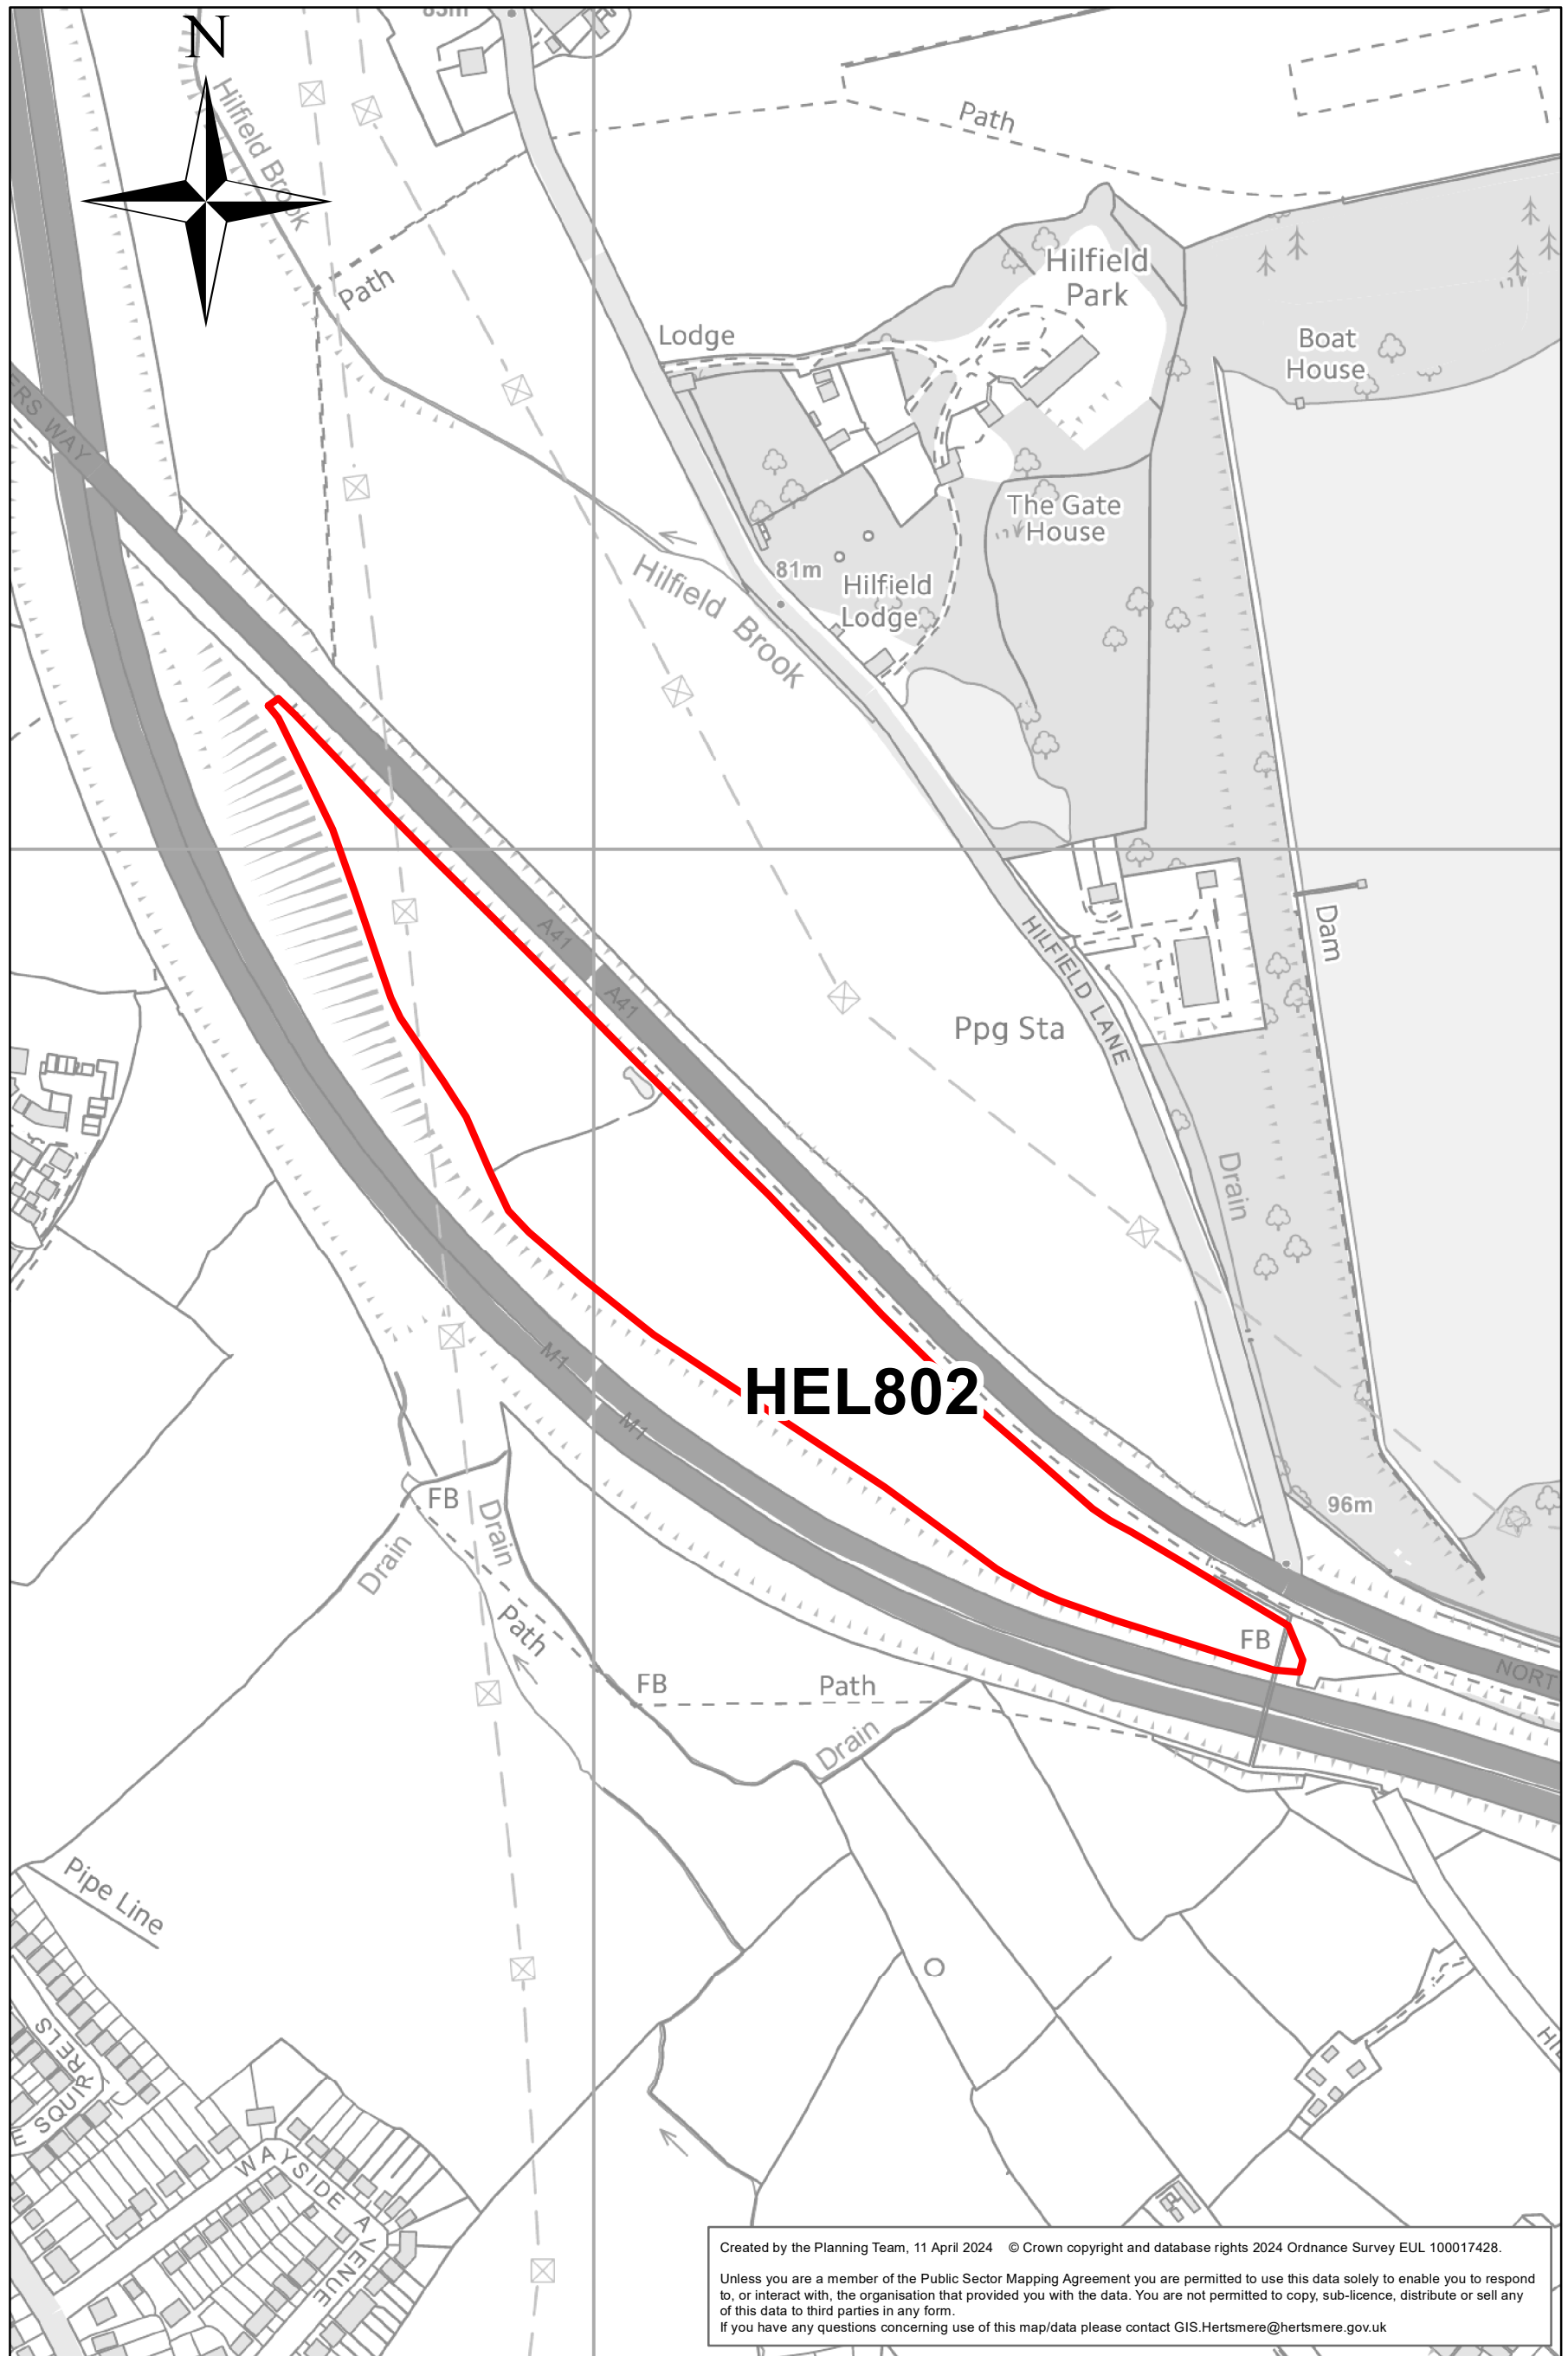 83m
N
Hilfield Brook
Path
Path
Hilfield
Park
Lodge
Boat
House
ERS WAY
The Gate
House
81m
Hilfield
Lodge
Hilfield Brook
A41
A41
HILFIELD LANE
Dam
Ppg Sta
Drain
M1
M1
HEL802
96m
FB
Drain
Drain
Path
FB
FB
Path
NORT
Drain
Pipe Line
E SQUIRRELS
WAYSIDE AVENUE
Created by the Planning Team, 11 April 2024 © Crown copyright and database rights 2024 Ordnance Survey EUL 100017428.
Unless you are a member of the Public Sector Mapping Agreement you are permitted to use this data solely to enable you to respond
to, or interact with, the organisation that provided you with the data. You are not permitted to copy, sub-licence, distribute or sell any
of this data to third parties in any form.
If you have any questions concerning use of this map/data please contact GIS.Hertsmere@hertsmere.gov.uk